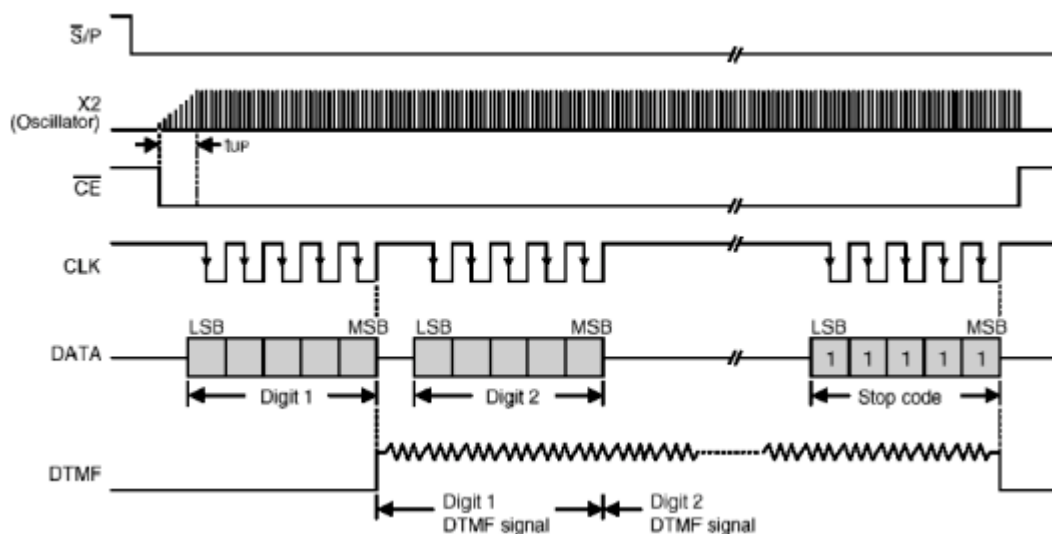 S̅/P
X2
(Oscillator)
tUP
C̅E̅
CLK
LSB MSB LSB MSB LSB MSB
DATA 1 1 1 1 1
Digit 1 Digit 2 Stop code
DTMF
Digit 1 Digit 2
DTMF signal DTMF signal